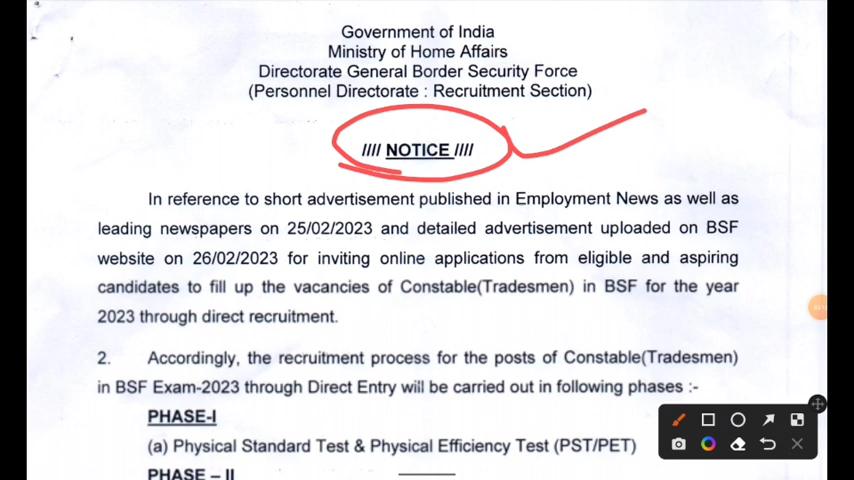 Government of India
Ministry of Home Affairs
Directorate General Border Security Force
(Personnel Directorate : Recruitment Section)
//// NOTICE ////
In reference to short advertisement published in Employment News as well as
leading newspapers on 25/02/2023 and detailed advertisement uploaded on BSF
website on 26/02/2023 for inviting online applications from eligible and aspiring
candidates to fill up the vacancies of Constable(Tradesmen) in BSF for the year
2023 through direct recruitment.
2. Accordingly, the recruitment process for the posts of Constable(Tradesmen)
in BSF Exam-2023 through Direct Entry will be carried out in following phases :-
PHASE-I
(a) Physical Standard Test & Physical Efficiency Test (PST/PET)
PHASE – II